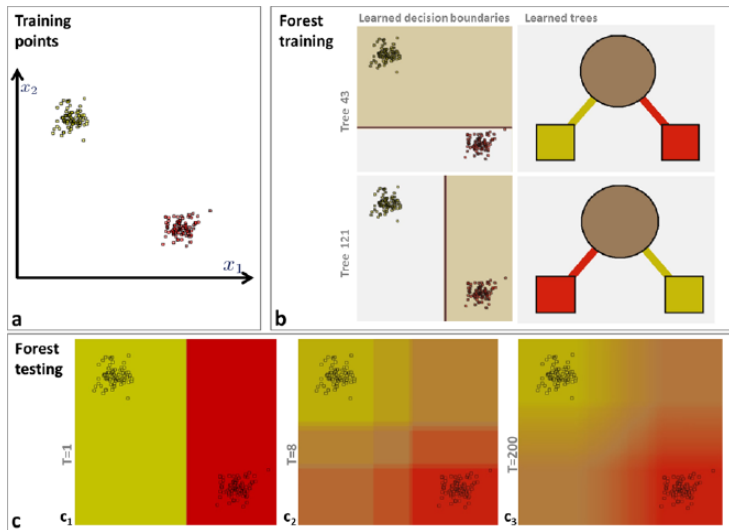 Training
points
x₂
x₁
a
Forest
training
Learned decision boundaries
Learned trees
Tree 43
Tree 121
b
Forest
testing
T=1
T=8
T=200
c
c₁
c₂
c₃